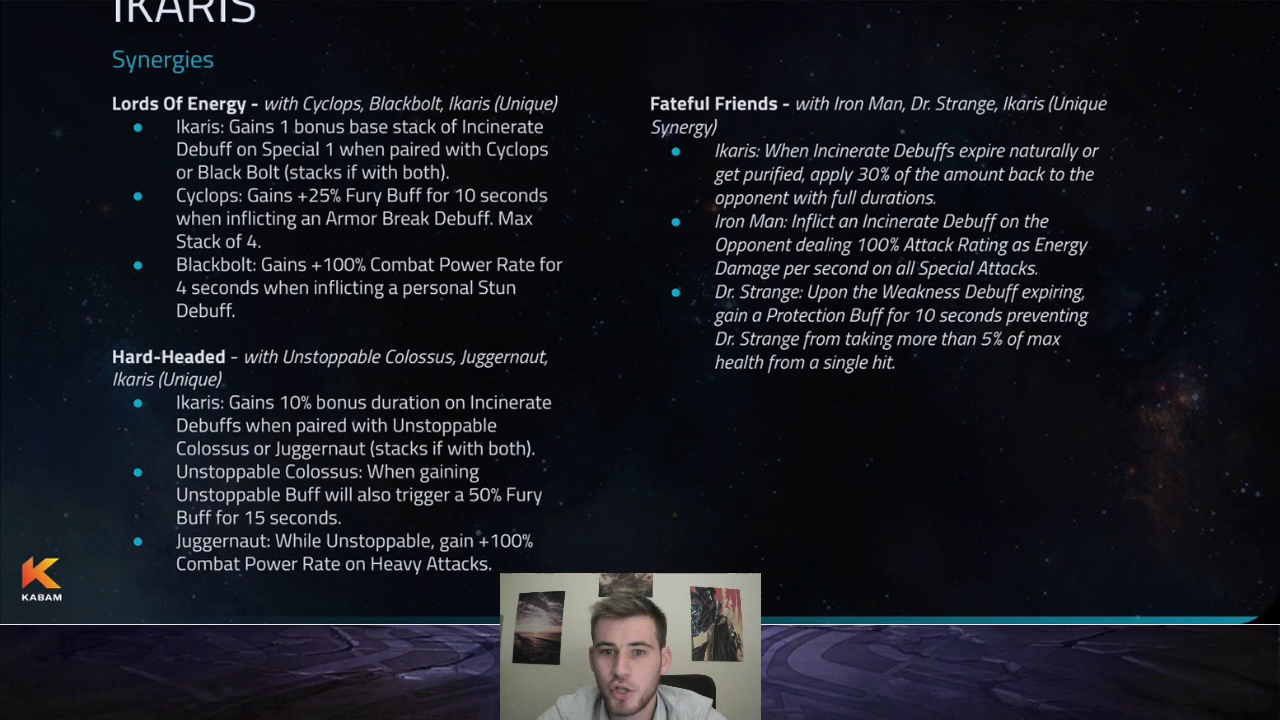 IKARIS
Synergies
Lords Of Energy - with Cyclops, Blackbolt, Ikaris (Unique)
Ikaris: Gains 1 bonus base stack of Incinerate
Debuff on Special 1 when paired with Cyclops
or Black Bolt (stacks if with both).
Cyclops: Gains +25% Fury Buff for 10 seconds
when inflicting an Armor Break Debuff. Max
Stack of 4.
Blackbolt: Gains +100% Combat Power Rate for
4 seconds when inflicting a personal Stun
Debuff.
Hard-Headed - with Unstoppable Colossus, Juggernaut,
Ikaris (Unique)
Ikaris: Gains 10% bonus duration on Incinerate
Debuffs when paired with Unstoppable
Colossus or Juggernaut (stacks if with both).
Unstoppable Colossus: When gaining
Unstoppable Buff will also trigger a 50% Fury
Buff for 15 seconds.
Juggernaut: While Unstoppable, gain +100%
Combat Power Rate on Heavy Attacks.
Fateful Friends - with Iron Man, Dr. Strange, Ikaris (Unique
Synergy)
Ikaris: When Incinerate Debuffs expire naturally or
get purified, apply 30% of the amount back to the
opponent with full durations.
Iron Man: Inflict an Incinerate Debuff on the
Opponent dealing 100% Attack Rating as Energy
Damage per second on all Special Attacks.
Dr. Strange: Upon the Weakness Debuff expiring,
gain a Protection Buff for 10 seconds preventing
Dr. Strange from taking more than 5% of max
health from a single hit.
KABAM